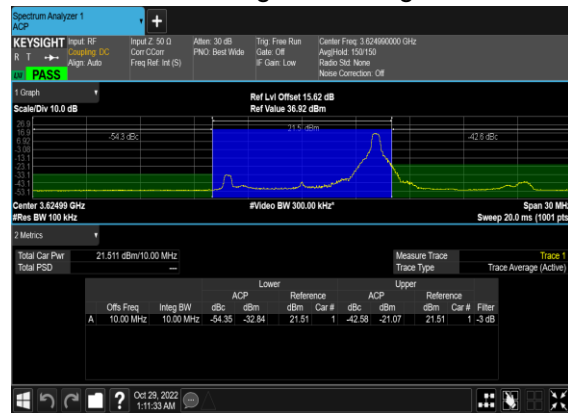 Spectrum Analyzer 1
ACP
+
KEYSIGHT Input: RF Input Z: 50 Ω Atten: 30 dB Trig: Free Run Center Freq: 3.624990000 GHz
R T Coupling: DC Corr CCorr PNO: Best Wide Gate: Off Avg|Hold: 150/150
Align: Auto Freq Ref: Int (S) IF Gain: Low Radio Std: None
LW PASS Noise Correction: Off
1 Graph
Ref Lvl Offset 15.62 dB
Scale/Div 10.0 dB Ref Value 36.92 dBm
26.9
16.9 -54.3 dBc 21.5 dBm -42.6 dBc
6.92
-3.08
-13.1
-23.1
-33.1
-43.1
-53.1
Center 3.62499 GHz #Video BW 300.00 kHz* Span 30 MHz
#Res BW 100 kHz Sweep 20.0 ms (1001 pts
2 Metrics
Total Car Pwr 21.511 dBm/10.00 MHz Measure Trace Trace 1
Total PSD --- Trace Type Trace Average (Active)
Lower Upper
ACP Reference ACP Reference
Offs Freq Integ BW dBc dBm dBm Car # dBc dBm dBm Car # Filter
A 10.00 MHz 10.00 MHz -54.35 -32.84 21.51 1 -42.58 -21.07 21.51 1 -3 dB
? Oct 29, 2022
1:11:33 AM